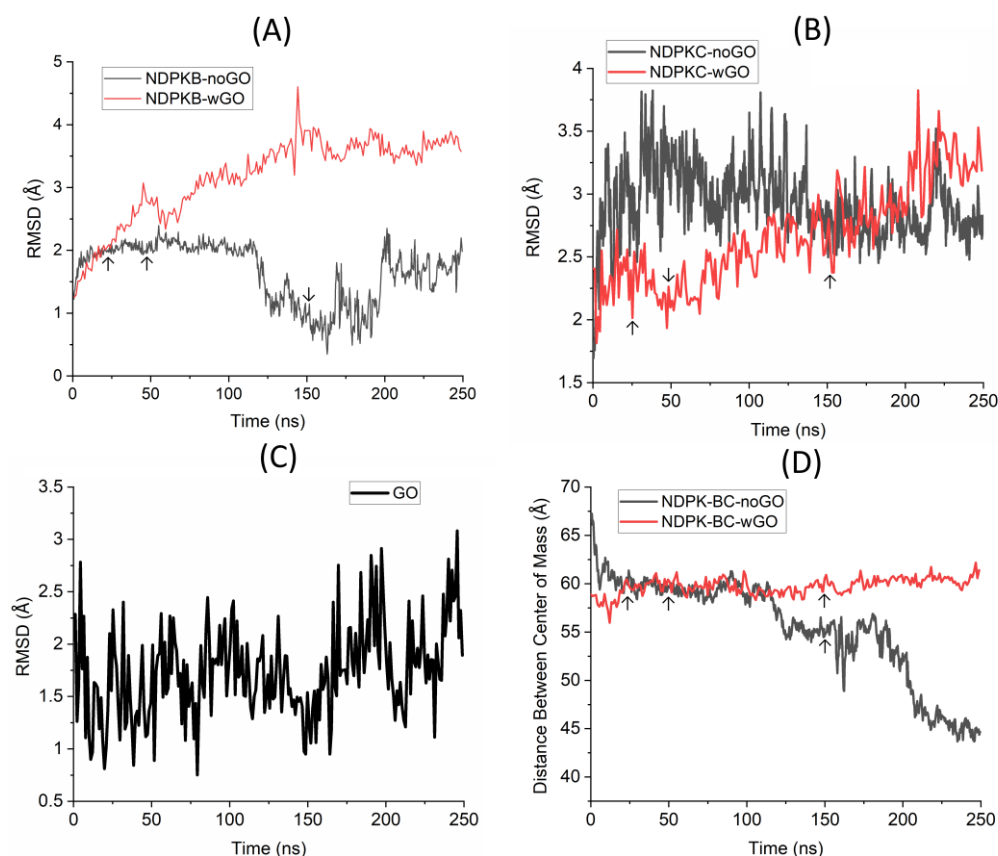 (A)
NDPKB-noGO
NDPKB-wGO
RMSD (Å)
5
4
3
2
1
0
0
50
100
150
200
250
Time (ns)
(B)
NDPKC-noGO
NDPKC-wGO
RMSD (Å)
4
3.5
3
2.5
2
1.5
0
50
100
150
200
250
Time (ns)
(C)
GO
RMSD (Å)
3.5
3
2.5
2
1.5
1
0.5
0
50
100
150
200
250
Time (ns)
(D)
NDPK-BC-noGO
NDPK-BC-wGO
Distance Between Center of Mass (Å)
70
65
60
55
50
45
40
0
50
100
150
200
250
Time (ns)